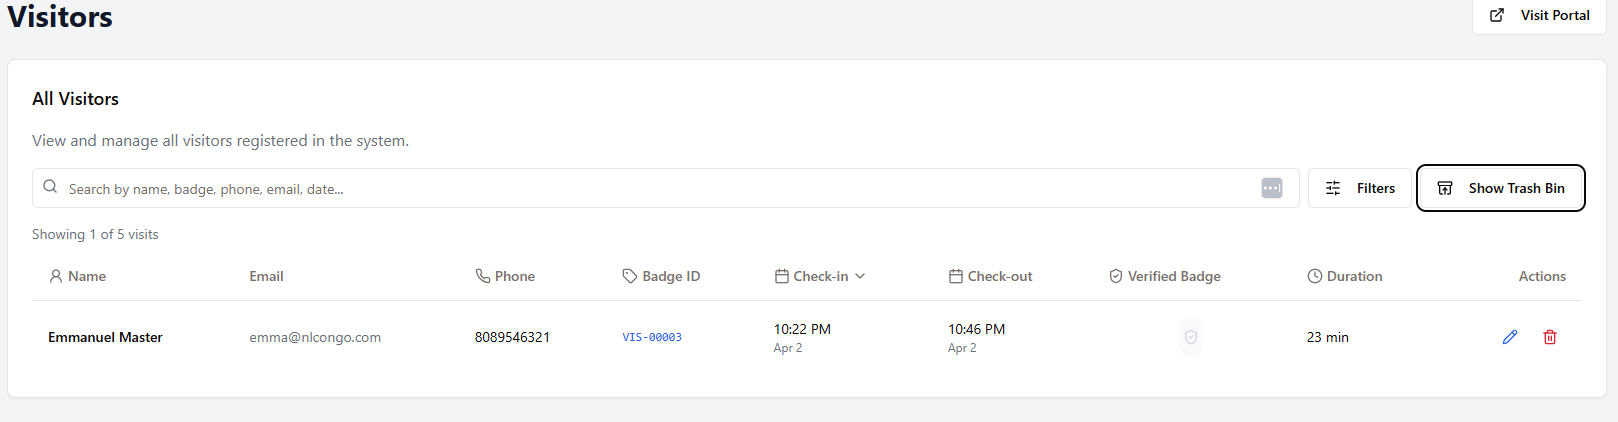 Visitors
Visit Portal
All Visitors
View and manage all visitors registered in the system.
Search by name, badge, phone, email, date...
Filters
Show Trash Bin
Showing 1 of 5 visits
Name Email Phone Badge ID Check-in Check-out Verified Badge Duration Actions
Emmanuel Master emma@nlcongo.com 8089546321 VIS-00003 10:22 PM 10:46 PM 23 min
Apr 2 Apr 2